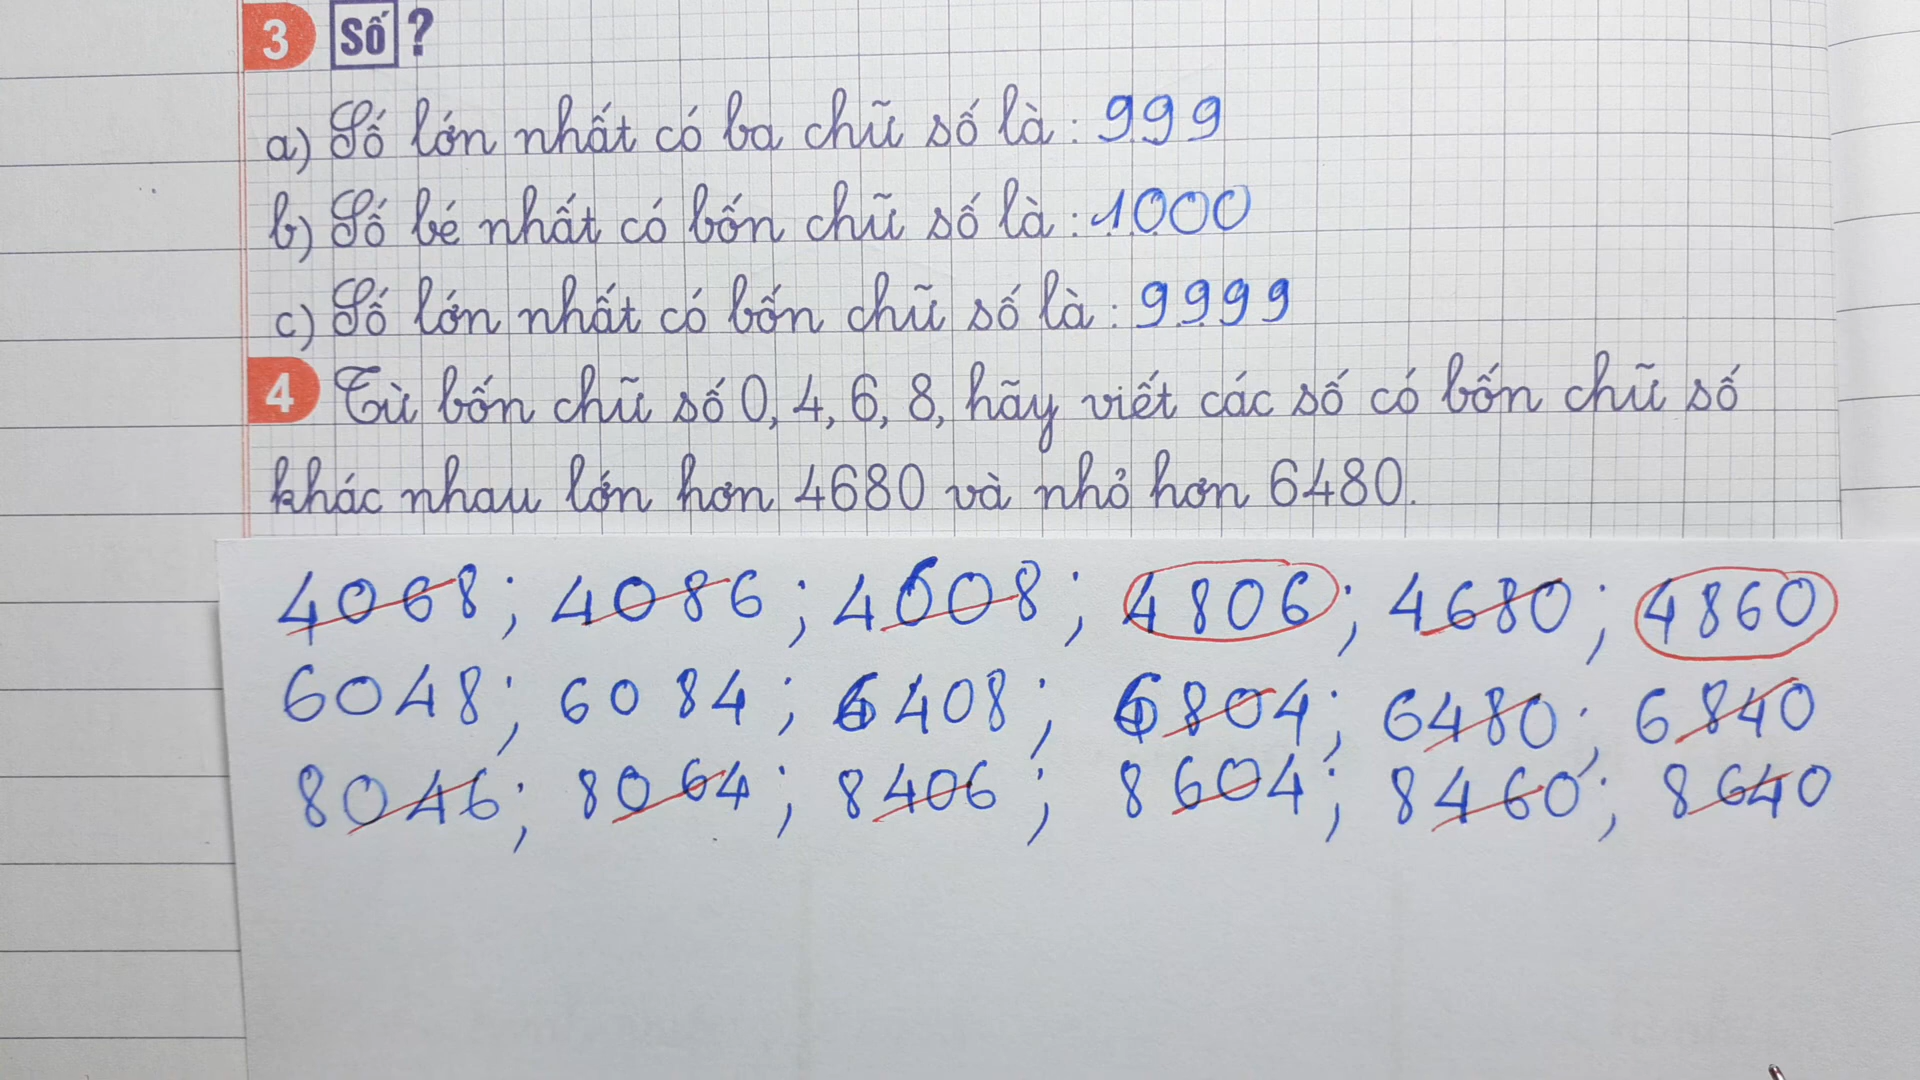 3 Số ?
a) Số lớn nhất có ba chữ số là: 999
b) Số bé nhất có bốn chữ số là: 1000
c) Số lớn nhất có bốn chữ số là: 9999
4 Từ bốn chữ số 0, 4, 6, 8, hãy viết các số có bốn chữ số
khác nhau lớn hơn 4680 và nhỏ hơn 6480.
4068; 4086; 4608; 4806; 4680; 4860
6048; 6084; 6408; 6804; 6480; 6840
8046; 8064; 8406; 8604; 8460; 8640